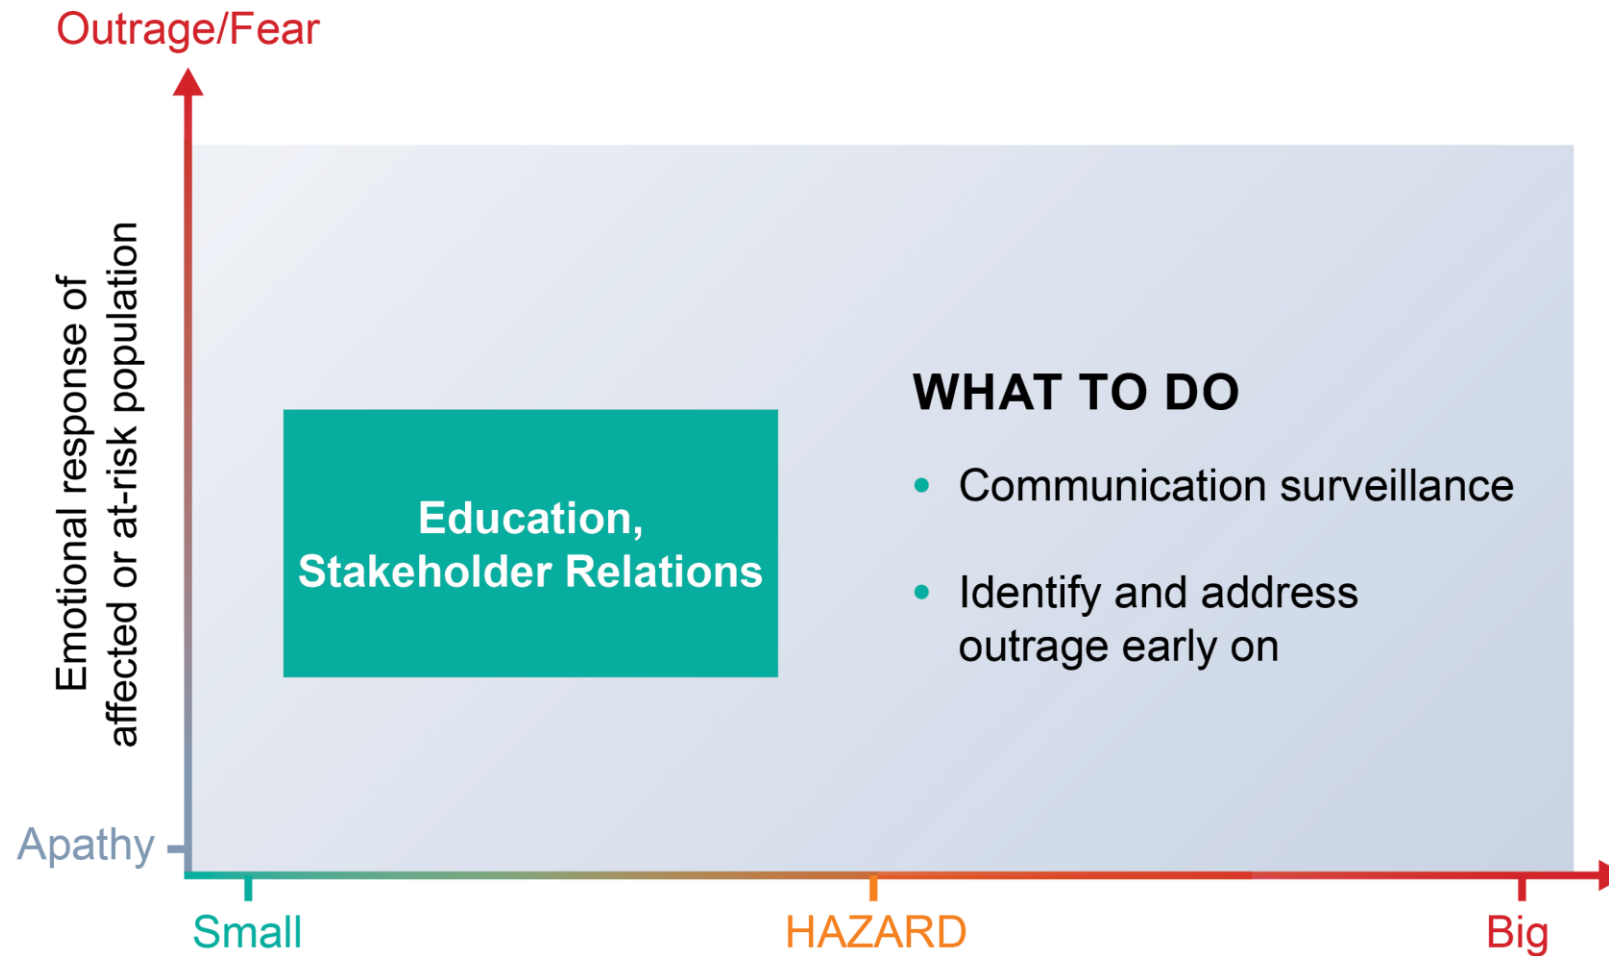 Outrage/Fear
Emotional response of
affected or at-risk population
Education,
Stakeholder Relations
WHAT TO DO
• Communication surveillance
• Identify and address
outrage early on
Apathy
Small
HAZARD
Big